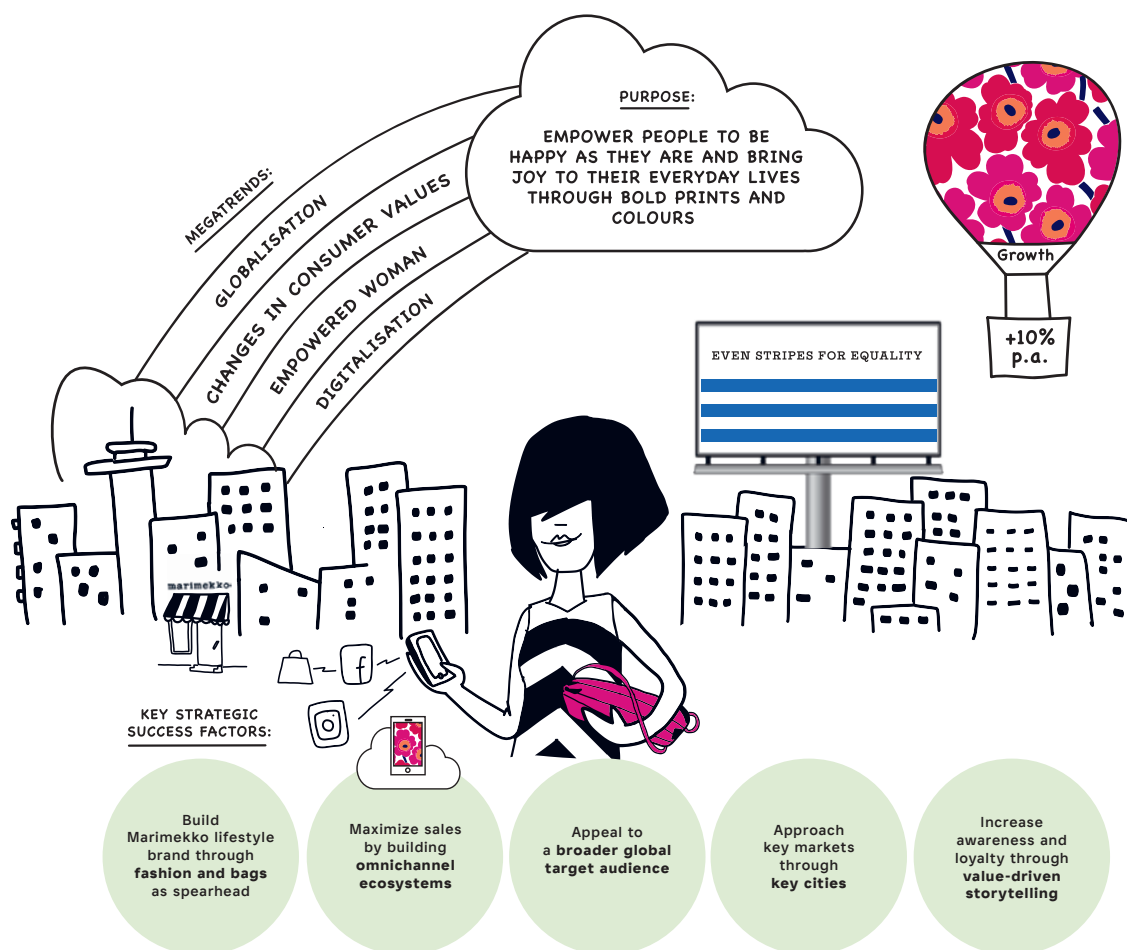 PURPOSE:
EMPOWER PEOPLE TO BE
HAPPY AS THEY ARE AND BRING
JOY TO THEIR EVERYDAY LIVES
THROUGH BOLD PRINTS AND
COLOURS
MEGATRENDS:
GLOBALISATION
CHANGES IN CONSUMER VALUES
EMPOWERED WOMAN
DIGITALISATION
Growth
+10%
p.a.
EVEN STRIPES FOR EQUALITY
marimekko
f
KEY STRATEGIC
SUCCESS FACTORS:
Build
Marimekko lifestyle
brand through
fashion and bags
as spearhead
Maximize sales
by building
omnichannel
ecosystems
Appeal to
a broader global
target audience
Approach
key markets
through
key cities
Increase
awareness and
loyalty through
value-driven
storytelling